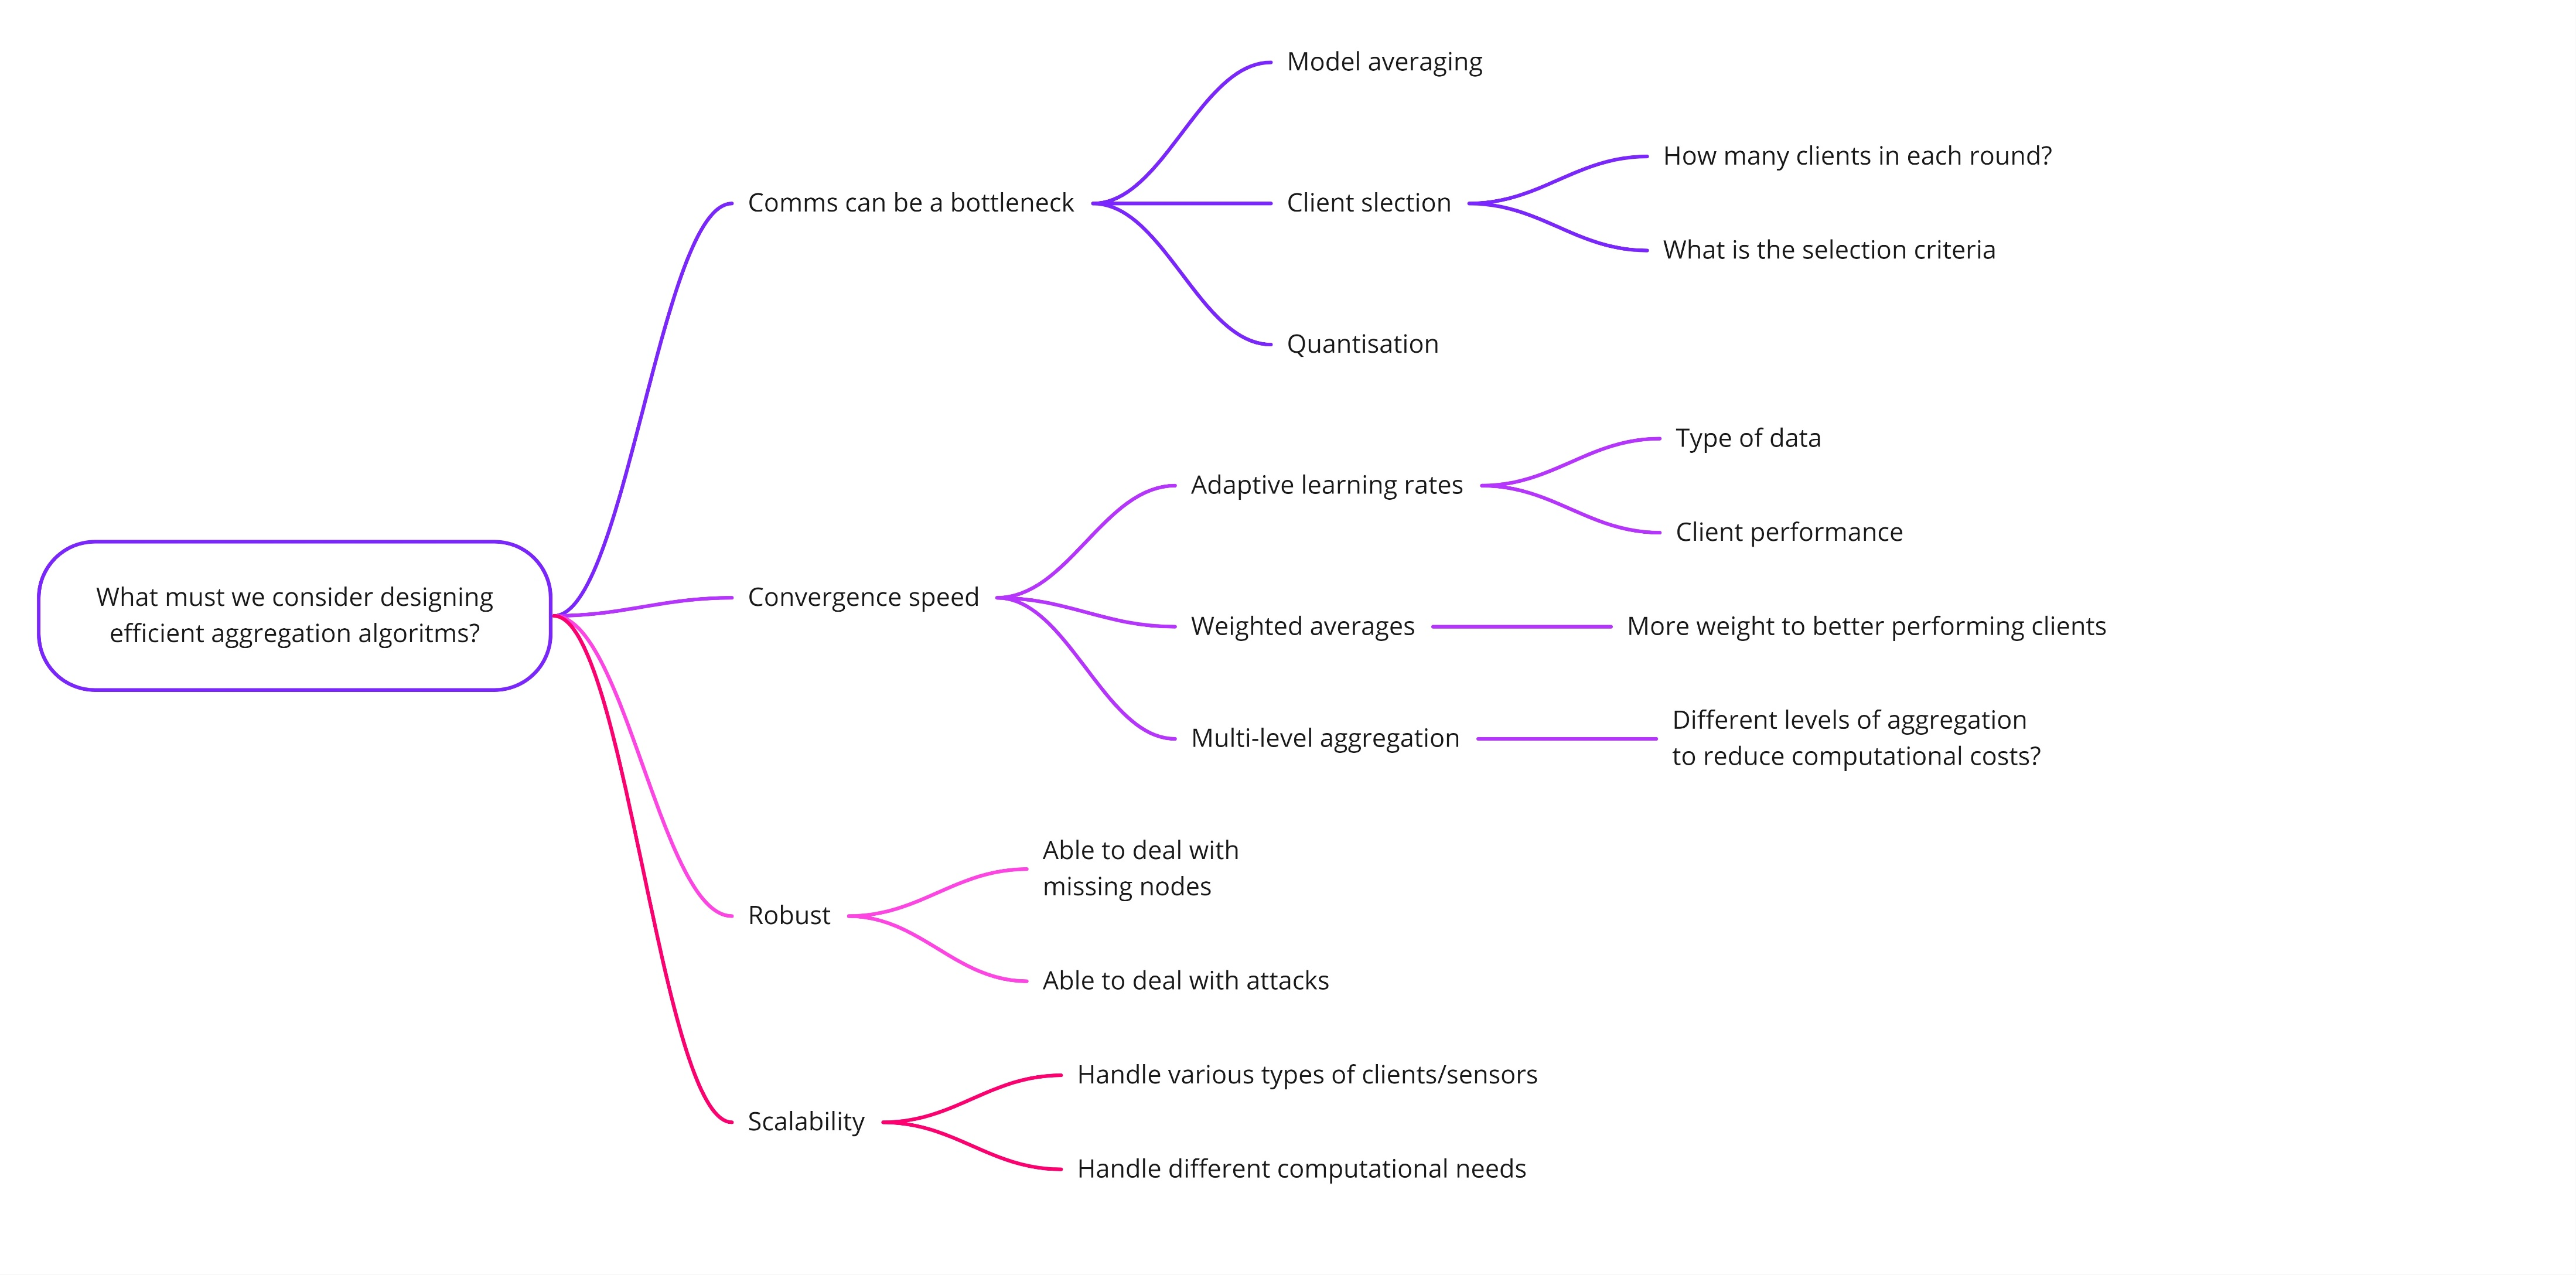 What must we consider designing
efficient aggregation algoritms?
Comms can be a bottleneck
Model averaging
Client slection
How many clients in each round?
What is the selection criteria
Quantisation
Convergence speed
Adaptive learning rates
Type of data
Client performance
Weighted averages
More weight to better performing clients
Multi-level aggregation
Different levels of aggregation
to reduce computational costs?
Robust
Able to deal with
missing nodes
Able to deal with attacks
Scalability
Handle various types of clients/sensors
Handle different computational needs